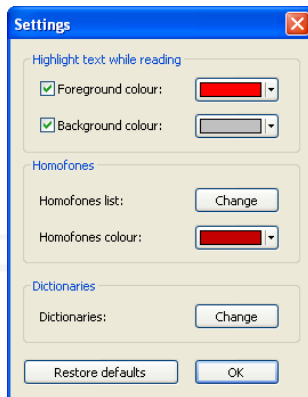 Settings
Highlight text while reading
Foreground colour:
Background colour:
Homofones
Homofones list: Change
Homofones colour:
Dictionaries
Dictionaries: Change
Restore defaults OK